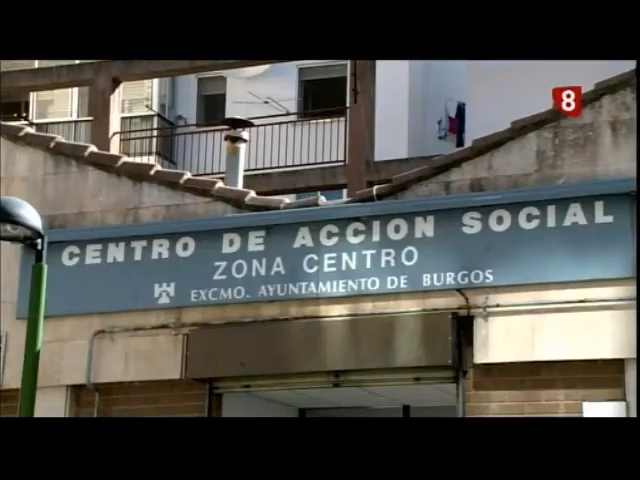 8
CENTRO DE ACCION SOCIAL
ZONA CENTRO
EXCMO. AYUNTAMIENTO DE BURGOS